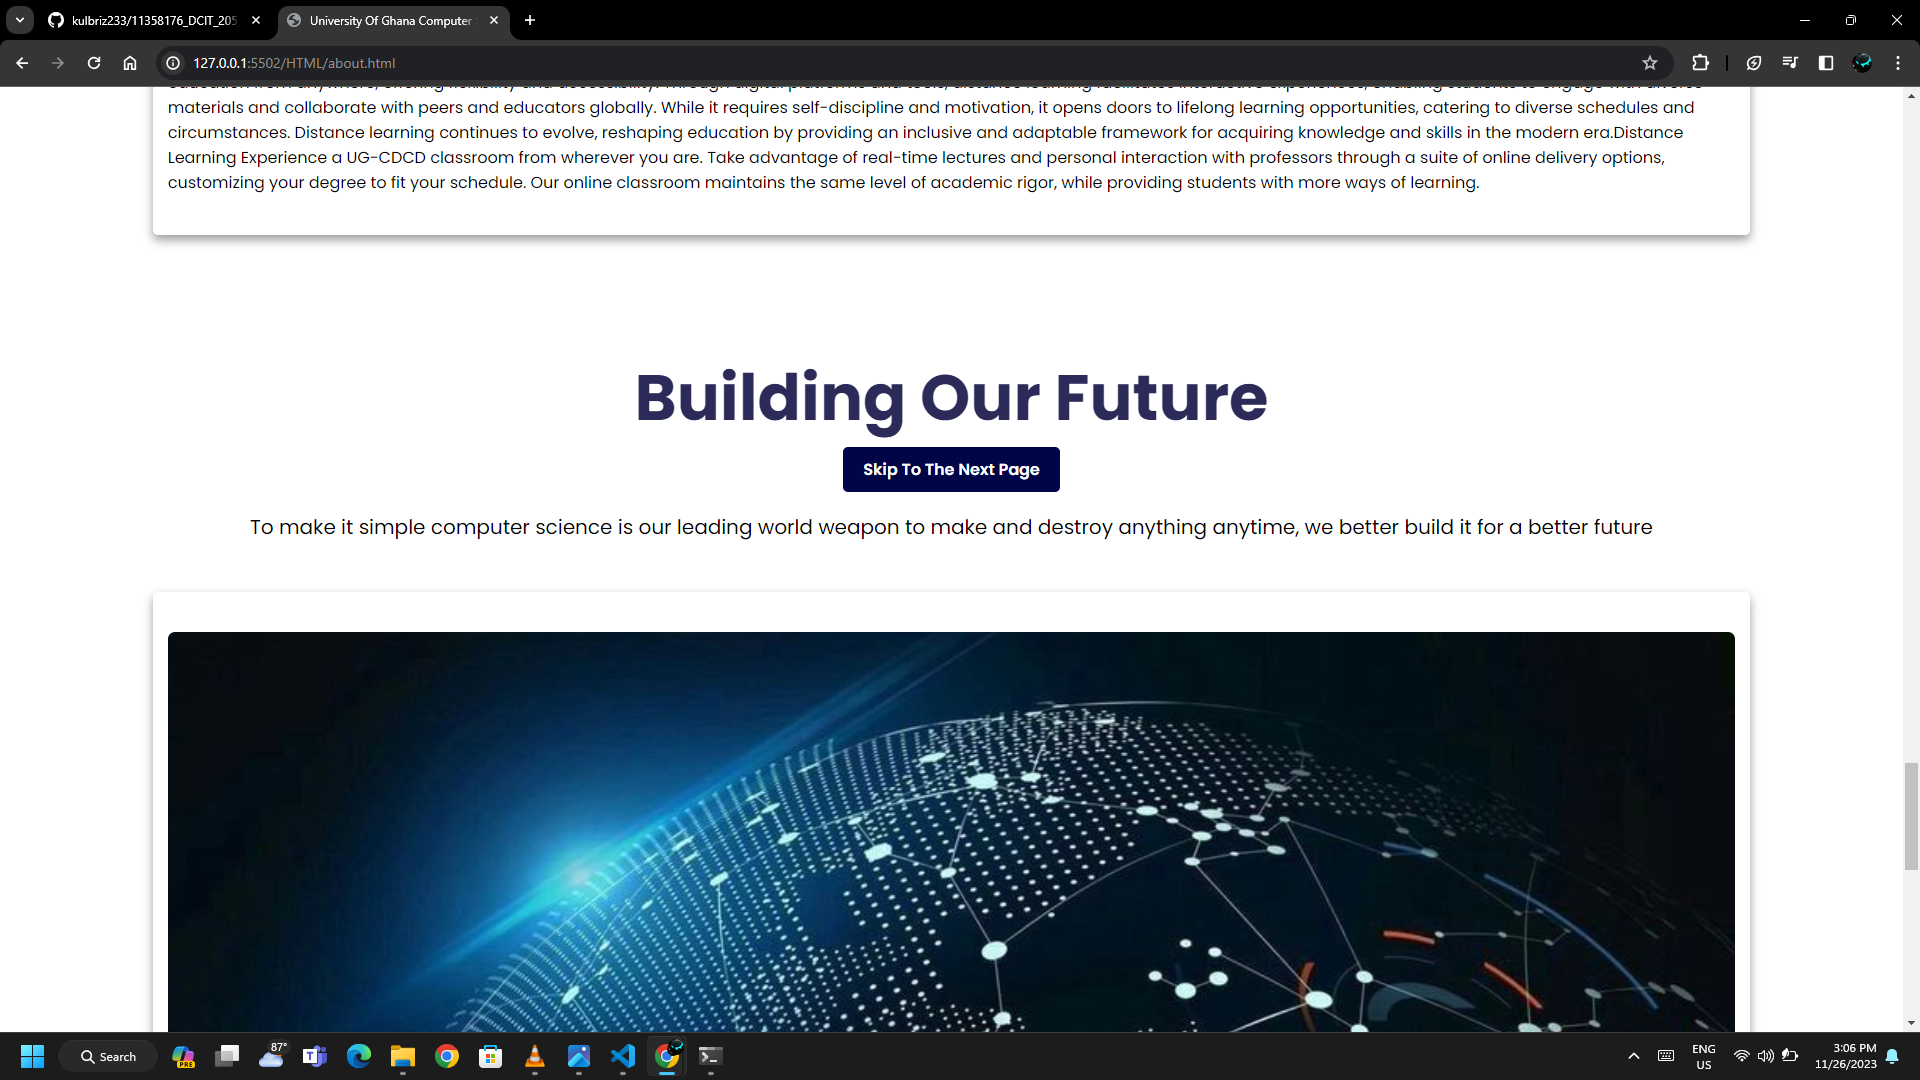 kulbriz233/11358176_DCIT_205
University Of Ghana Computer
127.0.0.1:5502/HTML/about.html
materials and collaborate with peers and educators globally. While it requires self-discipline and motivation, it opens doors to lifelong learning opportunities, catering to diverse schedules and
circumstances. Distance learning continues to evolve, reshaping education by providing an inclusive and adaptable framework for acquiring knowledge and skills in the modern era.Distance
Learning Experience a UG-CDCD classroom from wherever you are. Take advantage of real-time lectures and personal interaction with professors through a suite of online delivery options,
customizing your degree to fit your schedule. Our online classroom maintains the same level of academic rigor, while providing students with more ways of learning.
Building Our Future
Skip To The Next Page
To make it simple computer science is our leading world weapon to make and destroy anything anytime, we better build it for a better future
87°
Search
PRE
ENG
US
3:06 PM
11/26/2023